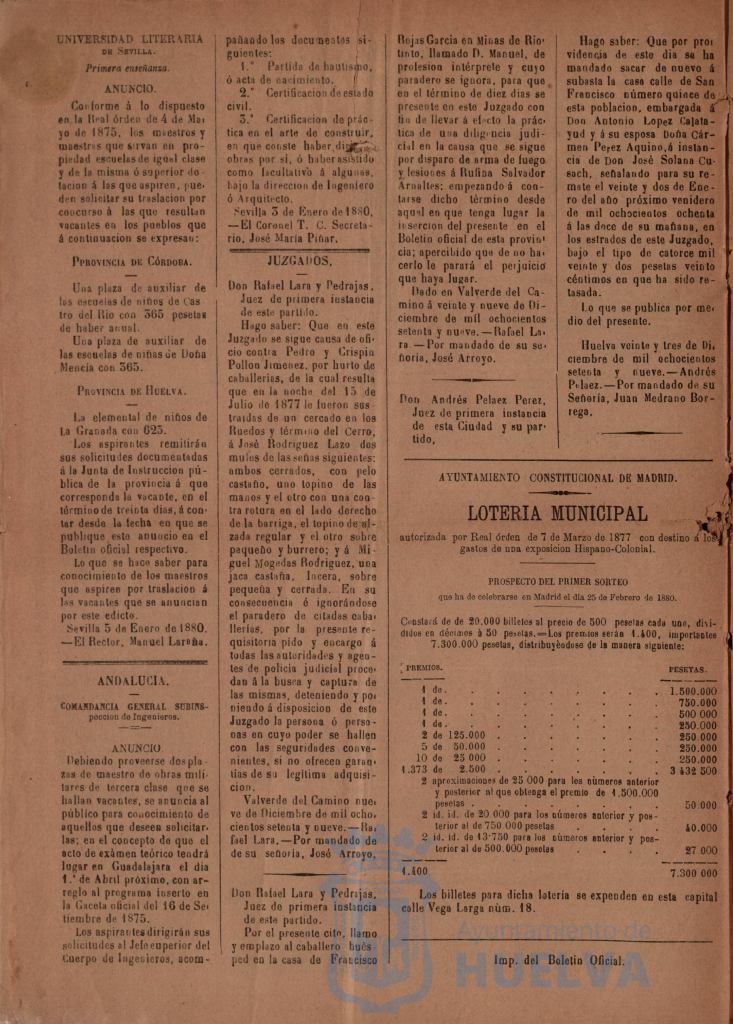 UNIVERSIDAD LITERARIA
DE SEVILLA.
Primera enseñanza.
ANUNCIO.
Conforme á lo dispuesto
en la Real órden de 4 de Ma-
yo de 1875, los maestros y
maestras que sirvan en pro-
piedad escuelas de igual clase
y de la misma ó superior do-
tacion á las que aspiren, pue-
den solicitar su traslacion por
concurso á las que resultan
vacantes en los pueblos que
á continuacion se expresan:
PROVINCIA DE CÓRDOBA.
Una plaza de auxiliar de
las escuelas de niños de Cas-
tro del Rio con 365 pesetas
de haber anual.
Una plaza de auxiliar de
las escuelas de niñas de Doña
Mencia con 365.
PROVINCIA DE HUELVA.
La elemental de niños de
La Granada con 625.
Los aspirantes remitirán
sus solicitudes documentadas
á la Junta de Instruccion pú-
blica de la provincia á que
corresponda la vacante, en el
término de treinta dias, á con-
tar desde la fecha en que se
publique este anuncio en el
Boletin oficial respectivo.
Lo que se hace saber para
conocimiento de los maestros
que aspiren por traslacion á
las vacantes que se anuncian
por este edicto.
Sevilla 5 de Enero de 1880.
—El Rector, Manuel Laraña.
ANDALUCIA.
COMANDANCIA GENERAL SUBINS-
peccion de Ingenieros.
ANUNCIO
Debiendo proveerse dos pla-
zas de maestro de obras mili-
tares de tercera clase que se
hallan vacantes, se anuncia al
público para conocimiento de
aquellos que deseen solicitar-
las; en el concepto de que el
acto de exámen teórico tendrá
lugar en Guadalajara el dia
1.º de Abril próximo, con ar-
reglo al programa inserto en
la Gaceta oficial del 16 de Se-
tiembre de 1875.
Los aspirantes dirigirán sus
solicitudes al Jefe superior del
Cuerpo de Ingenieros, acom-
pañando los documentos si-
guientes:
1.º Partida de bautismo,
ó acta de nacimiento.
2.º Certificacion de estado
civil.
3.º Certificacion de prác-
tica en el arte de construir,
en que conste haber
obras por si, ó haber asistido
como facultativo á algunas,
bajo la direccion de Ingeniero
ó Arquitecto.
Sevilla 3 de Enero de 1880.
—El Coronel T. C. Secreta-
rio, José María Piñar.
JUZGADOS.
Don Rafael Lara y Pedrajas,
Juez de primera instancia
de este partido.
Hago saber: Que en este
Juzgado se sigue causa de ofi-
cio contra Pedro y Crispin
Pollon Jimenez, por hurto de
caballerias, de la cual resulta
que en la noche del 15 de
Julio de 1877 le fueron sus-
traidas de un cercado en los
Ruedos y término del Cerro,
á José Rodriguez Lazo dos
mulos de las señas siguientes:
ambos cerrados, con pelo
castaño, uno topino de las
manos y el otro con una con-
tra rotura en el lado derecho
de la barriga, el topino de al-
zada regular y el otro sobre
pequeño y burrero; y á Mi-
guel Mogedas Rodriguez, una
jaca castaña, lucera, sobre
pequeña y cerrada. En su
consecuencia é ignorándose
el paradero de citadas caba-
llerias, por la presente re-
quisitoria pido y encargo á
todas las autoridades y agen-
tes de policia judicial proce-
dan á la busca y captura de
las mismas, deteniendo y po-
niendo á disposicion de este
Juzgado la persona ó perso-
nas en cuyo poder se hallen
con las seguridades conve-
nientes, si no ofrecen garan-
tias de su legitima adquisi-
cion.
Valverde del Camino nue-
ve de Diciembre de mil ocho-
cientos setenta y nueve.—Ra-
fael Lara.—Por mandado de
de su señoria, José Arroyo.
Don Rafael Lara y Pedrajas,
Juez de primera instancia
de este partido.
Por el presente cito, llamo
y emplazo al caballero hués-
ped en la casa de Francisco
Rojas Garcia en Minas de Rio-
tinto, llamado D. Manuel, de
profesion intérprete y cuyo
paradero se ignora, para que
en el término de diez dias se
presente en este Juzgado con
fin de llevar á efecto la prác-
tica de una diligencia judi-
cial en la causa que se sigue
por disparo de arma de fuego
y lesiones á Rufina Salvador
Arnaltes; empezando á con-
tarse dicho término desde
aquel en que tenga lugar la
insercion del presente en el
Boletin oficial de esta provin-
cia; apercibido que de no ha-
cerlo le parará el perjuicio
que haya lugar.
Dado en Valverde del Ca-
mino á veinte y nueve de Di-
ciembre de mil ochocientos
setenta y nueve.—Rafael La-
ra.—Por mandado de su se-
ñoria, José Arroyo.
Don Andrés Pelaez Perez,
Juez de primera instancia
de esta Ciudad y su par-
tido,
Hago saber: Que por pro-
videncia de este dia se ha
mandado sacar de nuevo á
subasta la casa calle de San
Francisco número quince de
esta poblacion, embargada á
Don Antonio Lopez Calata-
yud y á su esposa Doña Cár-
men Perez Aquino, á instan-
cia de Don José Solana Cu-
sach, señalando para su re-
mate el veinte y dos de Ene-
ro del año próximo venidero
de mil ochocientos ochenta
á las doce de su mañana, en
los estrados de este Juzgado,
bajo el tipo de catorce mil
veinte y dos pesetas veinte
céntimos en que ha sido re-
tasada.
Lo que se publica por me-
dio del presente.
Huelva veinte y tres de Di-
ciembre de mil ochocientos
setenta y nueve.—Andrés
Pelaez.—Por mandado de su
Señoria, Juan Medrano Bor-
rega.
AYUNTAMIENTO CONSTITUCIONAL DE MADRID.
LOTERIA MUNICIPAL
autorizada por Real órden de 7 de Marzo de 1877 con destino á los
gastos de una exposicion Hispano-Colonial.
PROSPECTO DEL PRIMER SORTEO
que ha de celebrarse en Madrid el dia 25 de Febrero de 1880.
Constará de de 20.000 billetes al precio de 500 pesetas cada uno, divi-
didos en décimos á 50 pesetas.—Los premios serán 1.400, importantes
7.300.000 pesetas, distribuyéndose de la manera siguiente:
PREMIOS. PESETAS.
1 de. . . . . . . . 1.500.000
1 de. . . . . . . . 750.000
1 de. . . . . . . . 500 000
1 de. . . . . . . . 250.000
2 de 125.000 . . . . . . 250.000
5 de 50.000 . . . . . . 250.000
10 de 25 000 . . . . . . 250.000
1.373 de 2.500 . . . . . . 3 432 500
2 aproximaciones de 25 000 para los números anterior
y posterior al que obtenga el premio de 1.500.000
pesetas . . . . . . . 50 000
2 id. id. de 20 000 para los números anterior y pos-
terior al de 750 000 pesetas . . . . 40.000
2 id. id. de 13·750 para los números anterior y pos-
terior al de 500.000 pesetas . . . . 27 000
1.400 7.300 000
Los billetes para dicha loteria se expenden en esta capital
calle Vega Larga núm. 18.
Imp. del Boletin Oficial.
Ayuntamiento de
HUELVA